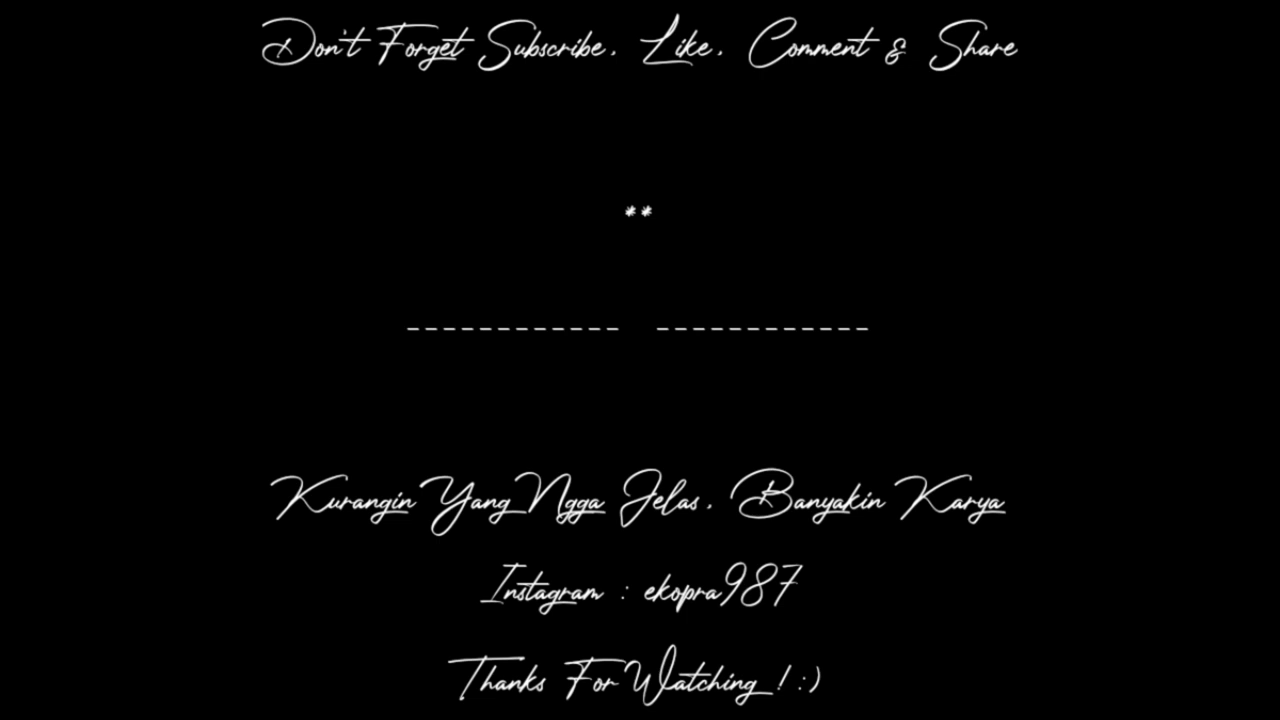 Don't Forget Subscribe, Like, Comment & Share
**
------------ ------------
Kurangin Yang Ngga Jelas, Banyakin Karya
Instagram : ekopra987
Thanks For Watching ! :)